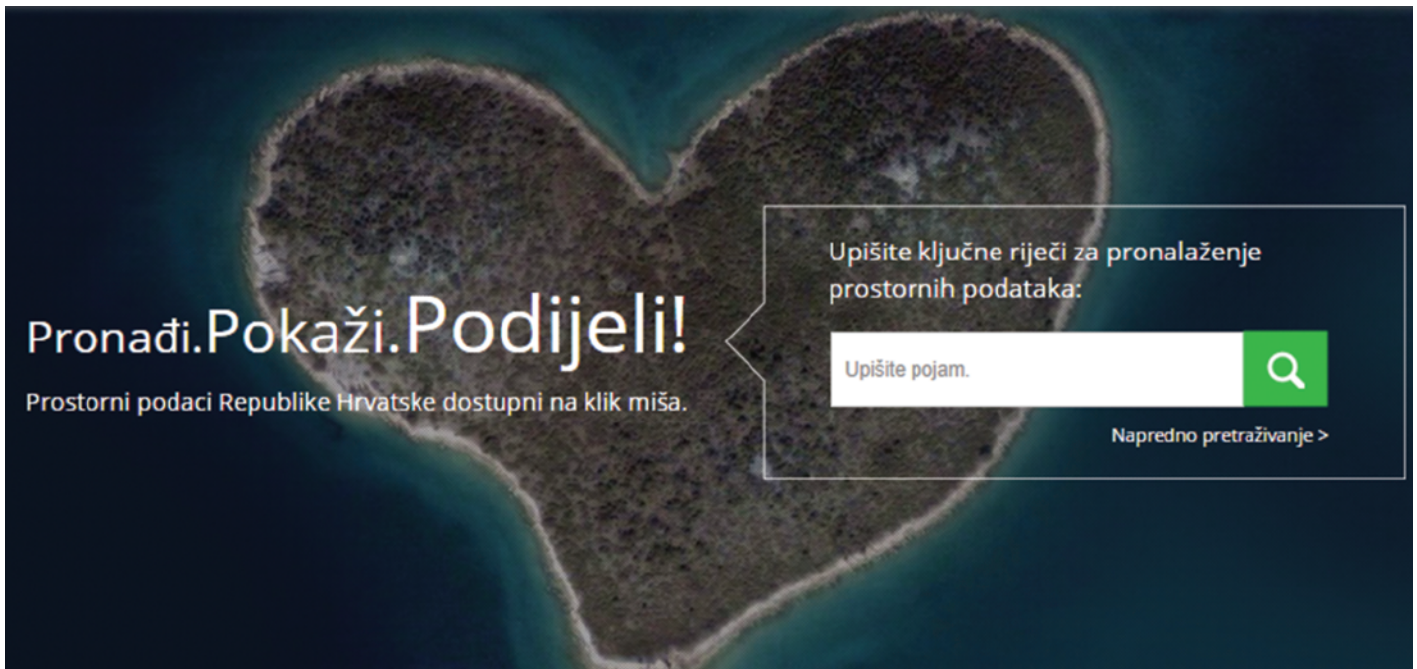 Pronađi.Pokaži.Podijeli!
Prostorni podaci Republike Hrvatske dostupni na klik miša.
Upišite ključne riječi za pronalaženje
prostornih podataka:
Upišite pojam.
Napredno pretraživanje >